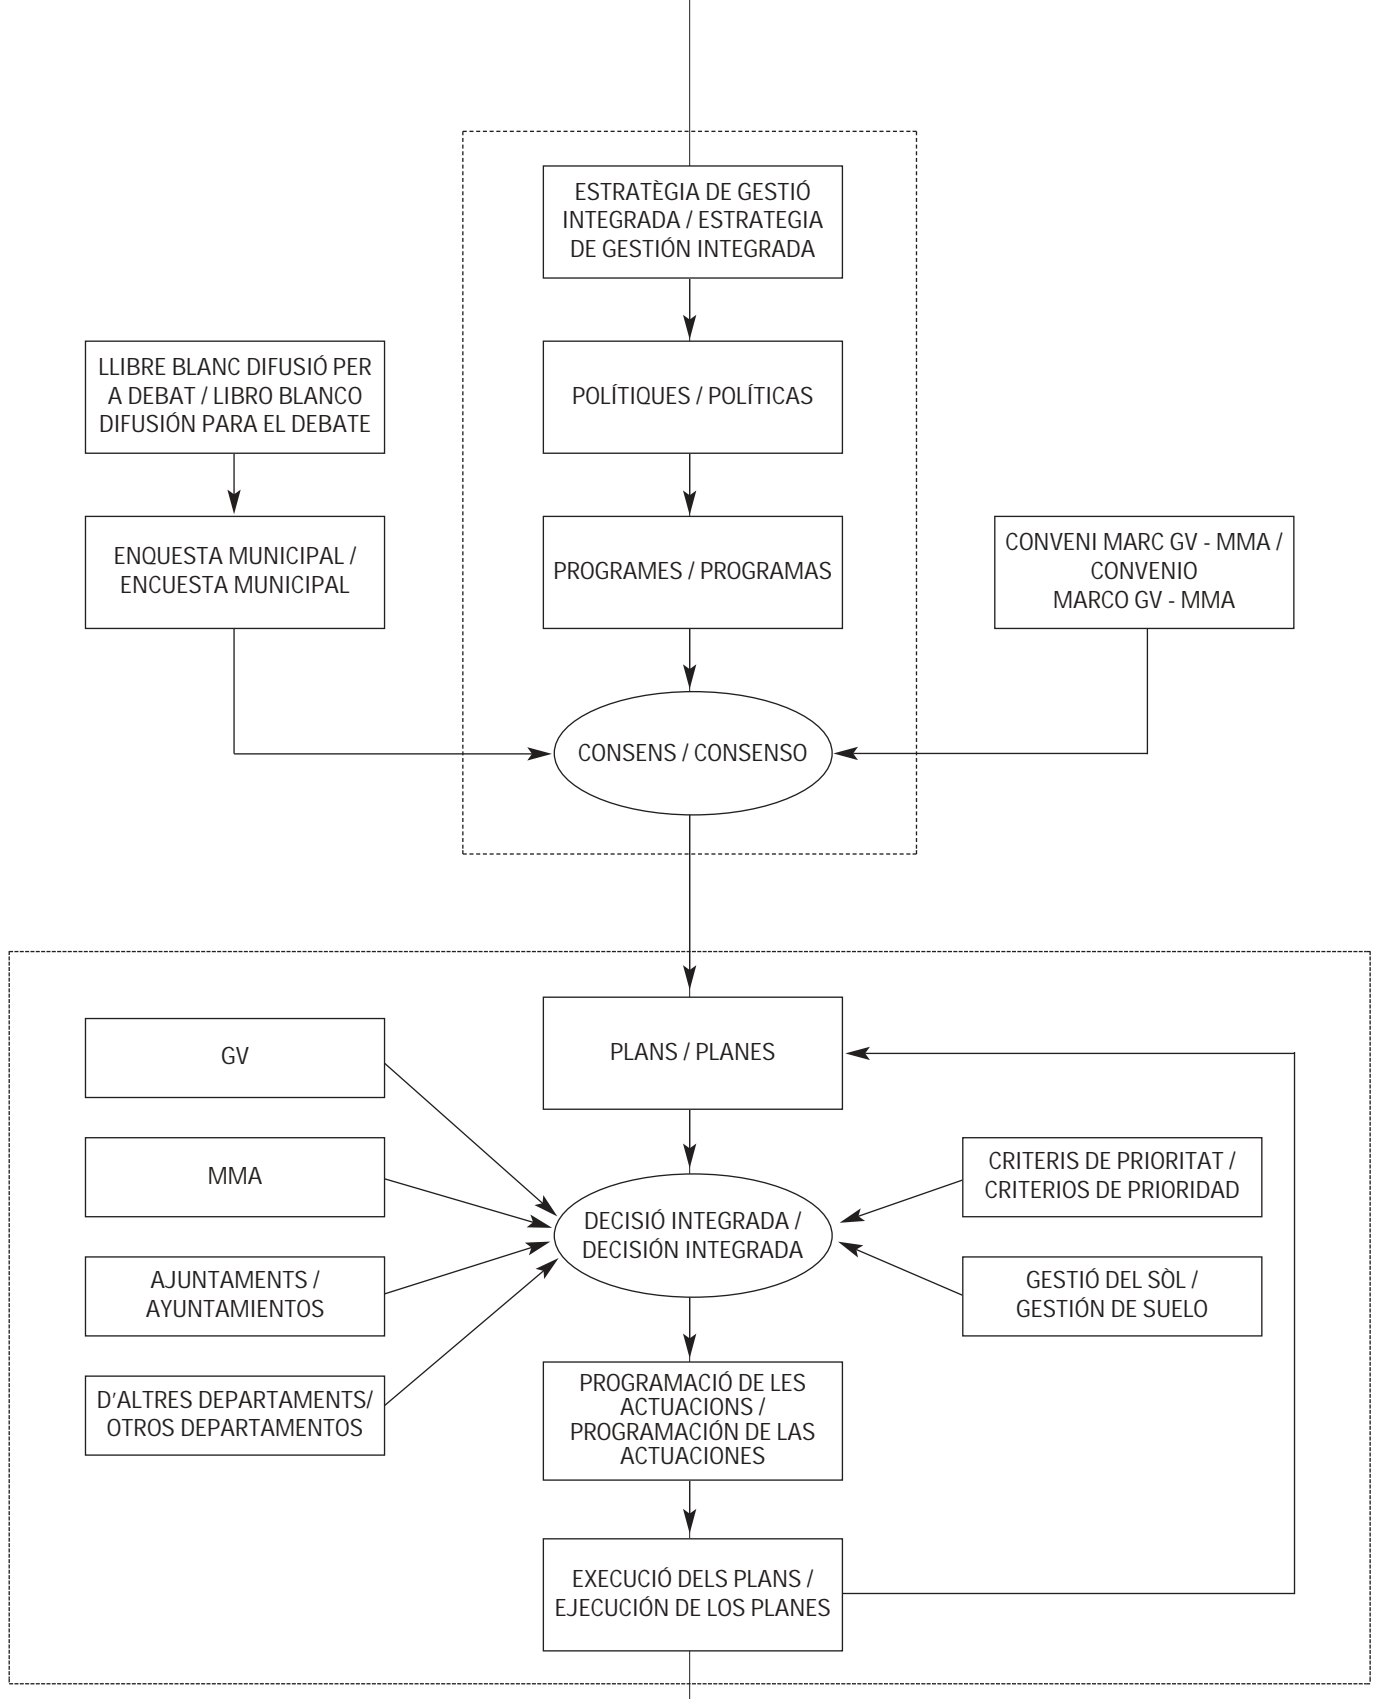 ESTRATÈGIA DE GESTIÓ
INTEGRADA / ESTRATEGIA
DE GESTIÓN INTEGRADA
LLIBRE BLANC DIFUSIÓ PER
A DEBAT / LIBRO BLANCO
DIFUSIÓN PARA EL DEBATE
POLÍTIQUES / POLÍTICAS
ENQUESTA MUNICIPAL /
ENCUESTA MUNICIPAL
PROGRAMES / PROGRAMAS
CONVENI MARC GV - MMA /
CONVENIO
MARCO GV - MMA
CONSENS / CONSENSO
PLANS / PLANES
GV
MMA
AJUNTAMENTS /
AYUNTAMIENTOS
D'ALTRES DEPARTAMENTS/
OTROS DEPARTAMENTOS
DECISIÓ INTEGRADA /
DECISIÓN INTEGRADA
CRITERIS DE PRIORITAT /
CRITERIOS DE PRIORIDAD
GESTIÓ DEL SÒL /
GESTIÓN DE SUELO
PROGRAMACIÓ DE LES
ACTUACIONS /
PROGRAMACIÓN DE LAS
ACTUACIONES
EXECUCIÓ DELS PLANS /
EJECUCIÓN DE LOS PLANES